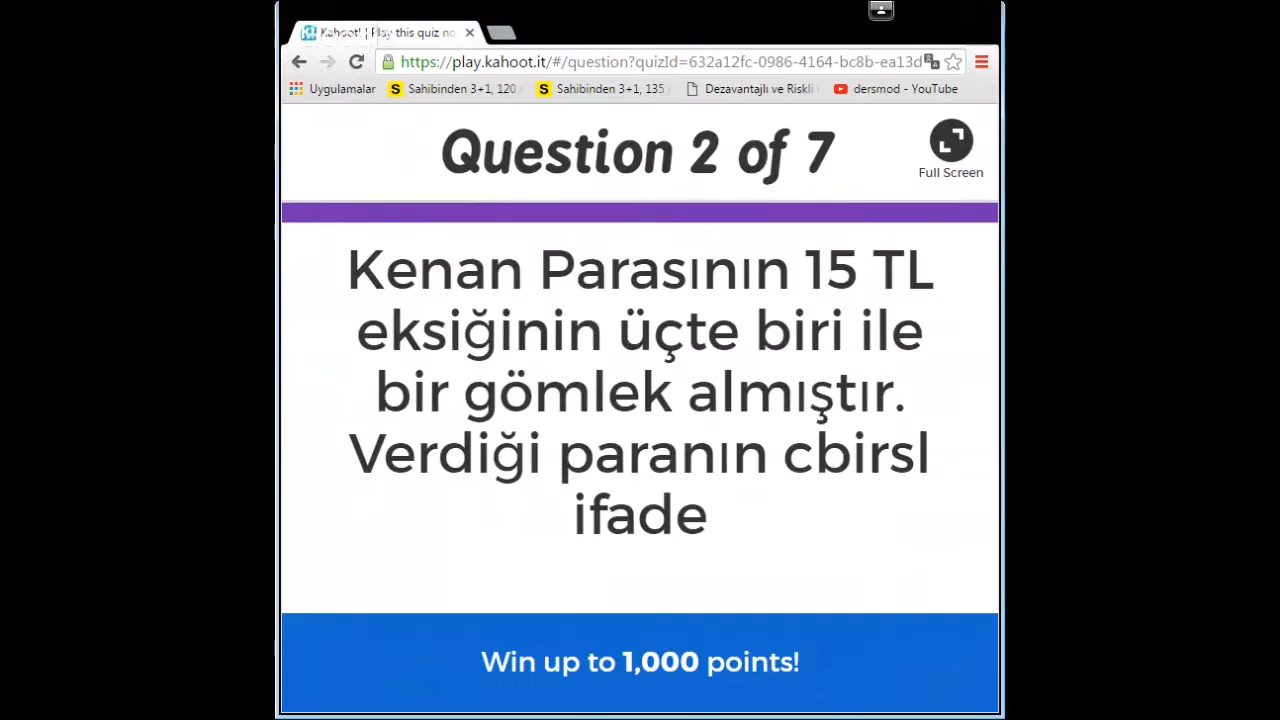 Kahoot! | Play this quiz no
https://play.kahoot.it/#/question?quizId=632a12fc-0986-4164-bc8b-ea13d
Uygulamalar
Sahibinden 3+1, 120
Sahibinden 3+1, 135
Dezavantajlı ve Riskli
dersmod - YouTube
Question 2 of 7
Full Screen
Kenan Parasının 15 TL
eksiğinin üçte biri ile
bir gömlek almıştır.
Verdiği paranın cbirsl
ifade
Win up to 1,000 points!